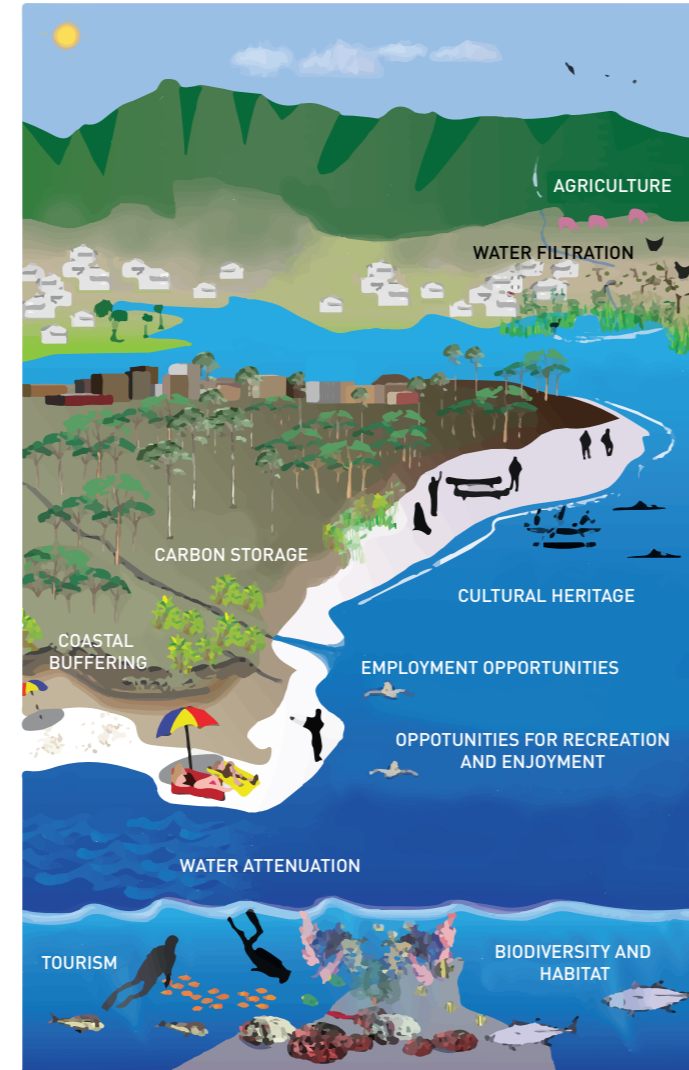 AGRICULTURE
WATER FILTRATION
CARBON STORAGE
CULTURAL HERITAGE
COASTAL
BUFFERING
EMPLOYMENT OPPORTUNITIES
OPPOTUNITIES FOR RECREATION
AND ENJOYMENT
WATER ATTENUATION
TOURISM
BIODIVERSITY AND
HABITAT